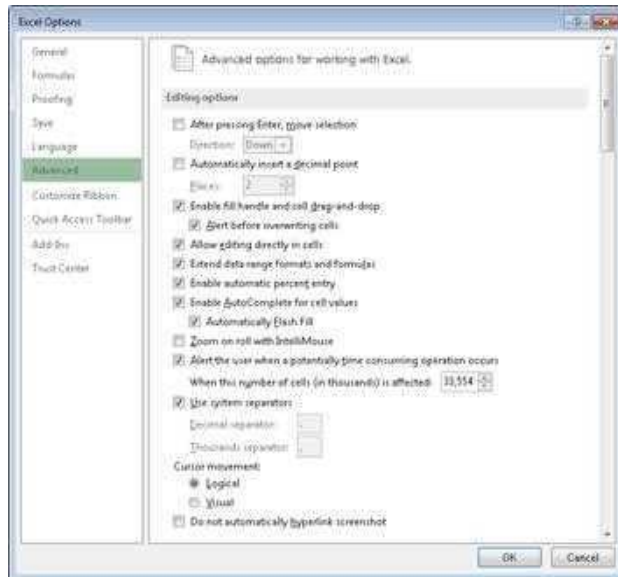 Excel Options
General
Formulas
Proofing
Save
Language
Advanced
Customize Ribbon
Quick Access Toolbar
Add-Ins
Trust Center
Advanced options for working with Excel.
Editing options
After pressing Enter, move selection
Direction: Down
Automatically insert a decimal point
Places: 2
Enable fill handle and cell drag-and-drop
Alert before overwriting cells
Allow editing directly in cells
Extend data range formats and formulas
Enable automatic percent entry
Enable AutoComplete for cell values
Automatically Flash Fill
Zoom on roll with IntelliMouse
Alert the user when a potentially time consuming operation occurs
When this number of cells (in thousands) is affected: 33,554
Use system separators
Decimal separator:
Thousands separator:
Cursor movement:
Logical
Visual
Do not automatically hyperlink screenshot
OK Cancel